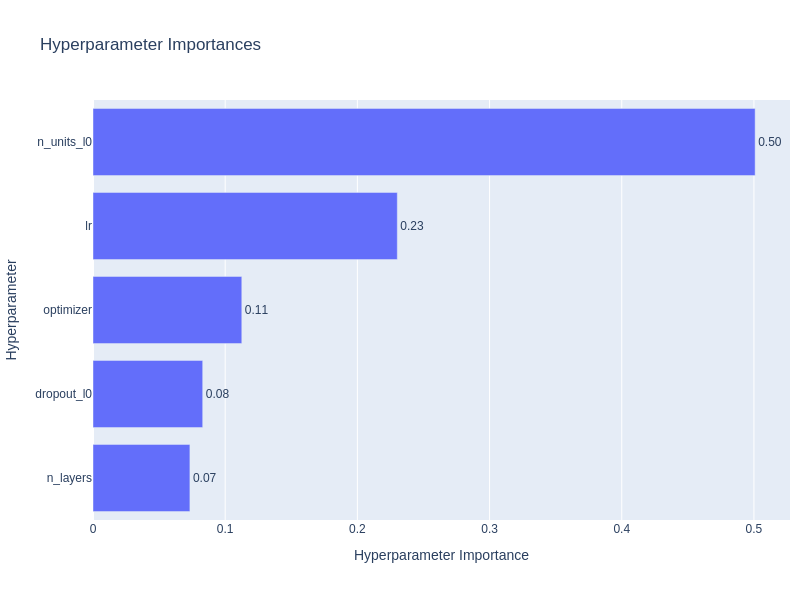 Hyperparameter Importances
n_units_l0
0.50
lr
0.23
optimizer
0.11
dropout_l0
0.08
n_layers
0.07
0
0.1
0.2
0.3
0.4
0.5
Hyperparameter Importance
Hyperparameter